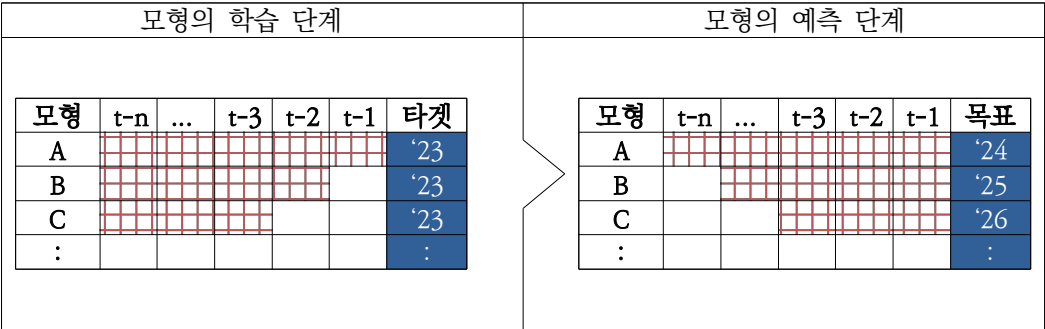 모형의 학습 단계
모형 t-n ... t-3 t-2 t-1 타겟
A ‘23
B ‘23
C ‘23
: :
모형의 예측 단계
모형 t-n ... t-3 t-2 t-1 목표
A ‘24
B ‘25
C ‘26
: :